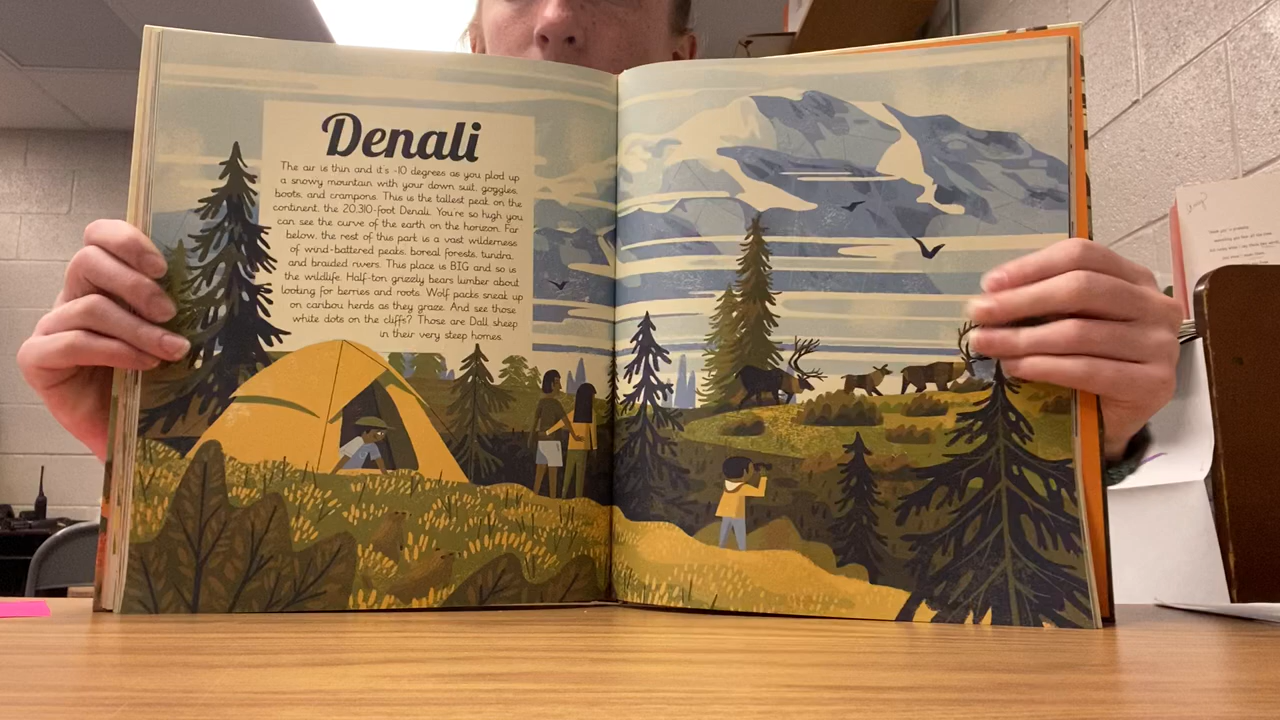 Denali
The air is thin and it's -10 degrees as you plod up
a snowy mountain with your down suit, goggles,
boots, and crampons. This is the tallest peak on the
continent, the 20,310-foot Denali. You're so high you
can see the curve of the earth on the horizon. Far
below, the rest of this park is a vast wilderness
of wind-battered peaks, boreal forests, tundra,
and braided rivers. This place is BIG and so is
the wildlife. Half-ton grizzly bears lumber about
looking for berries and roots. Wolf packs sneak up
on caribou herds as they graze. And see those
white dots on the cliffs? Those are Dall sheep
in their very steep homes.